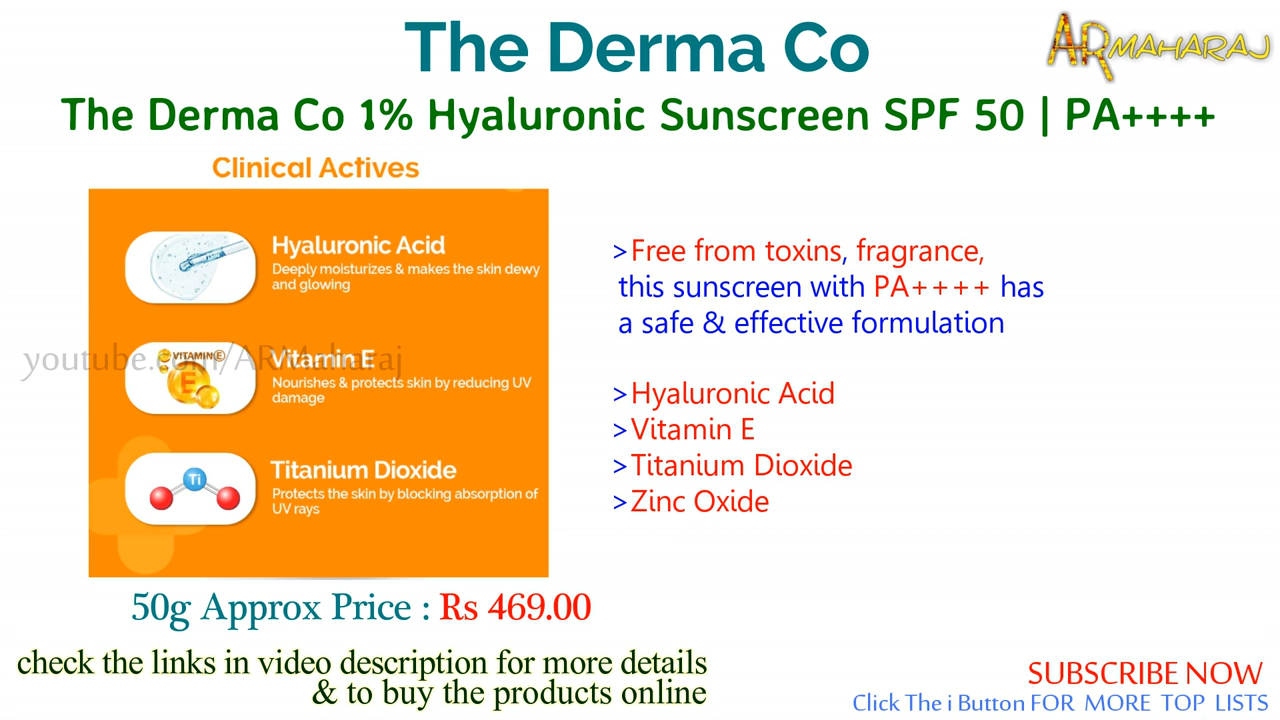 The Derma Co
ARMAHARAJ
The Derma Co 1% Hyaluronic Sunscreen SPF 50 | PA++++
Clinical Actives
Hyaluronic Acid
Deeply moisturizes & makes the skin dewy
and glowing
VITAMIN E
E
Vitamin E
Nourishes & protects skin by reducing UV
damage
youtube.com/ARMaharaj
Ti
Titanium Dioxide
Protects the skin by blocking absorption of
UV rays
>Free from toxins, fragrance,
this sunscreen with PA++++ has
a safe & effective formulation
>Hyaluronic Acid
>Vitamin E
>Titanium Dioxide
>Zinc Oxide
50g Approx Price : Rs 469.00
check the links in video description for more details
& to buy the products online
SUBSCRIBE NOW
Click The i Button FOR MORE TOP LISTS